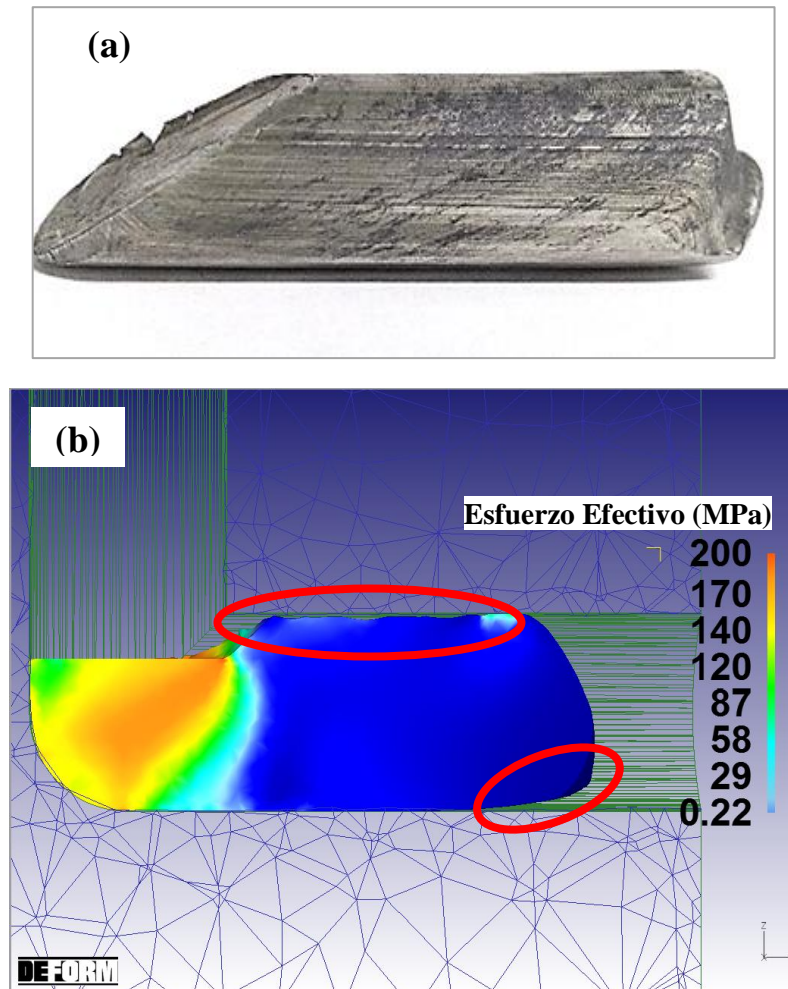 (a)
(b)
Esfuerzo Efectivo (MPa)
200
170
140
120
87
58
29
0.22
Z
X
DEFORM